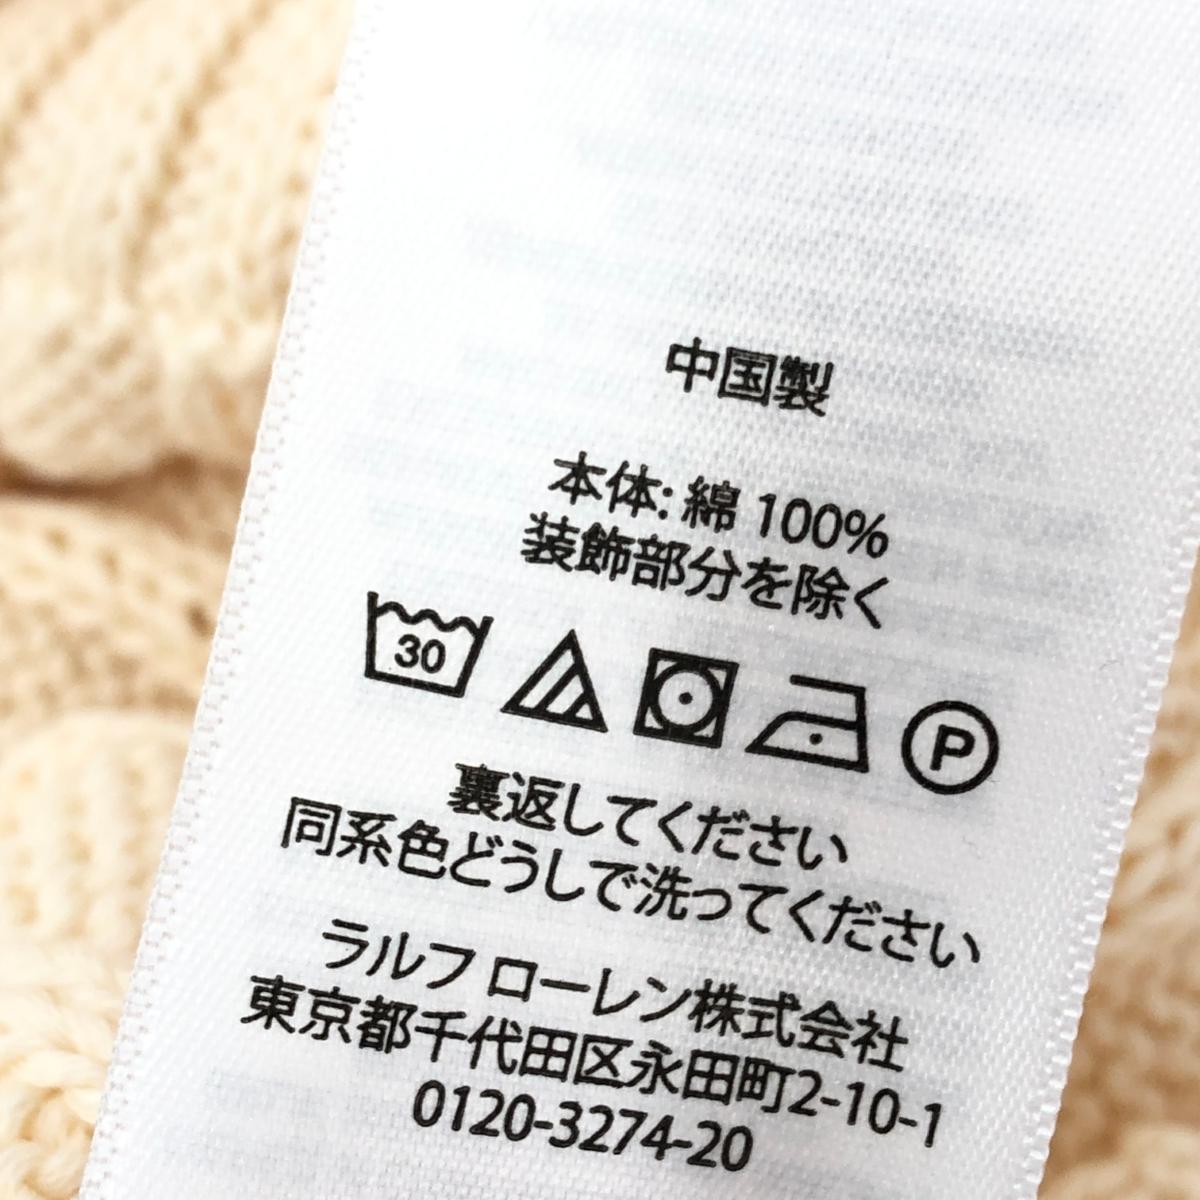 中国製
本体: 綿 100%
装飾部分を除く
30 P
裏返してください
同系色どうしで洗ってください
ラルフ ローレン株式会社
東京都千代田区永田町2-10-1
0120-3274-20